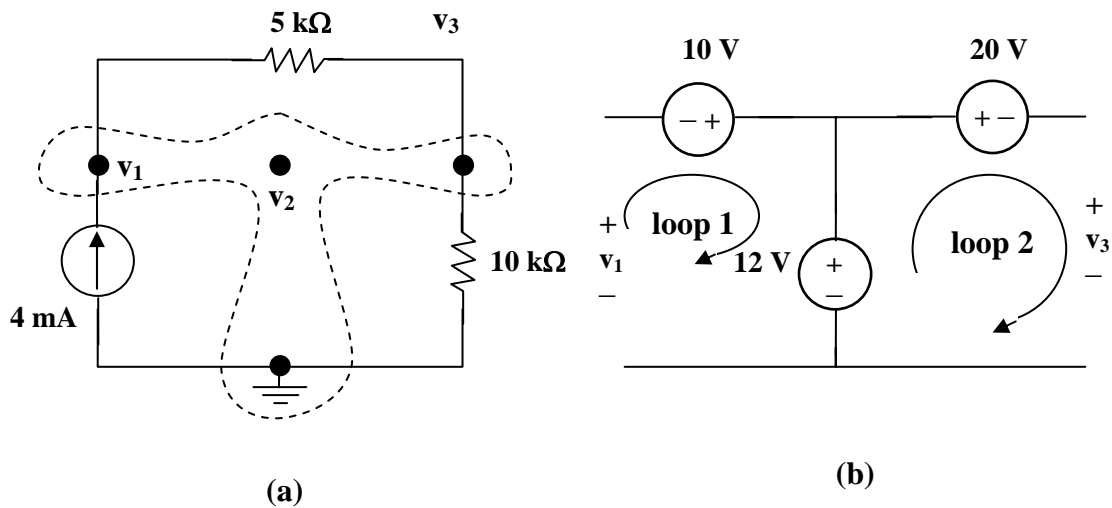 5 kΩ
v₃
v₁
v₂
10 kΩ
4 mA
(a)
10 V
20 V
– +
+ –
+
v₁
–
loop 1
12 V
+
–
loop 2
+
v₃
–
(b)